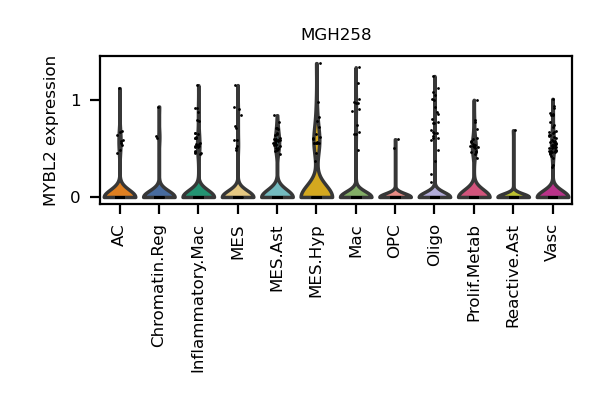 MGH258
MYBL2 expression
1
0
AC
Chromatin.Reg
Inflammatory.Mac
MES
MES.Ast
MES.Hyp
Mac
OPC
Oligo
Prolif.Metab
Reactive.Ast
Vasc